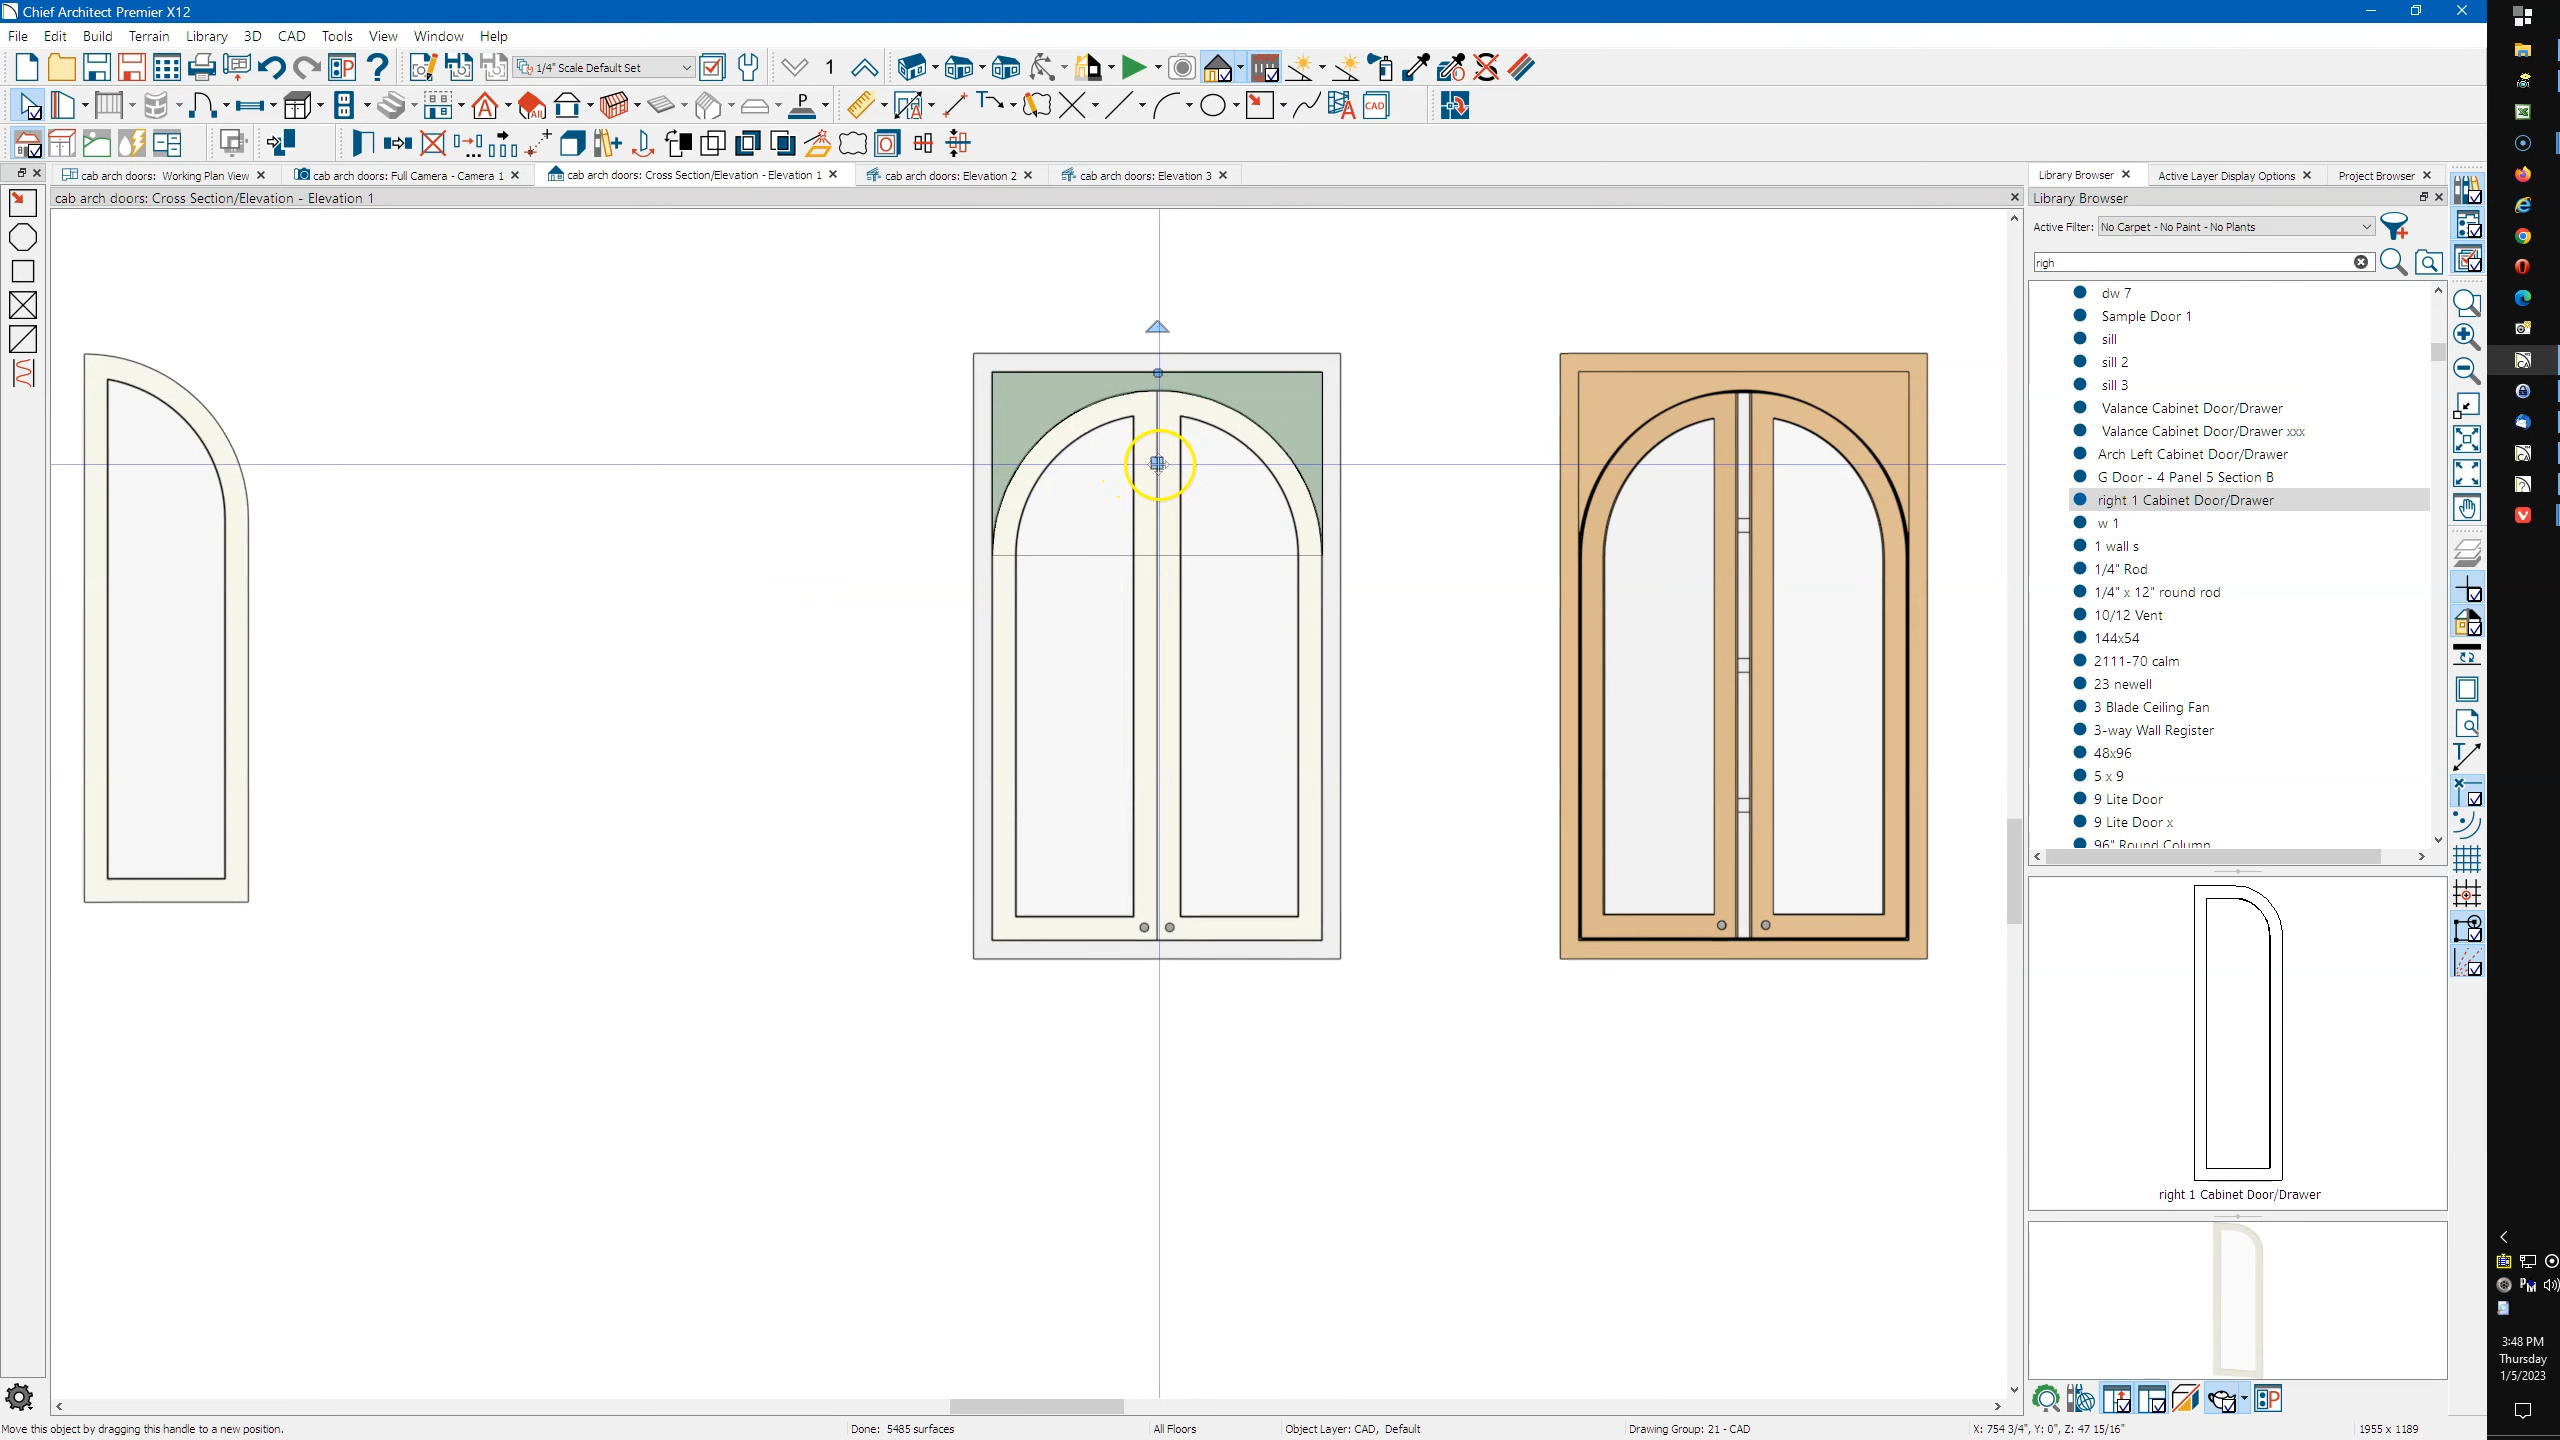 Chief Architect Premier X12
File Edit Build Terrain Library 3D CAD Tools View Window Help
1/4" Scale Default Set
1
CAD
cab arch doors: Working Plan View
cab arch doors: Full Camera - Camera 1
cab arch doors: Cross Section/Elevation - Elevation 1
cab arch doors: Elevation 2
cab arch doors: Elevation 3
Library Browser
Active Layer Display Options
Project Browser
cab arch doors: Cross Section/Elevation - Elevation 1
Library Browser
Active Filter: No Carpet - No Paint - No Plants
righ
dw 7
Sample Door 1
sill
sill 2
sill 3
Valance Cabinet Door/Drawer
Valance Cabinet Door/Drawer xxx
Arch Left Cabinet Door/Drawer
G Door - 4 Panel 5 Section B
right 1 Cabinet Door/Drawer
w 1
1 wall s
1/4" Rod
1/4" x 12" round rod
10/12 Vent
144x54
2111-70 calm
23 newell
3 Blade Ceiling Fan
3-way Wall Register
48x96
5 x 9
9 Lite Door
9 Lite Door x
96" Round Column
right 1 Cabinet Door/Drawer
3:48 PM
Thursday
1/5/2023
Move this object by dragging this handle to a new position.
Done: 5485 surfaces
All Floors
Object Layer: CAD, Default
Drawing Group: 21 - CAD
X: 754 3/4", Y: 0", Z: 47 15/16"
1955 x 1189